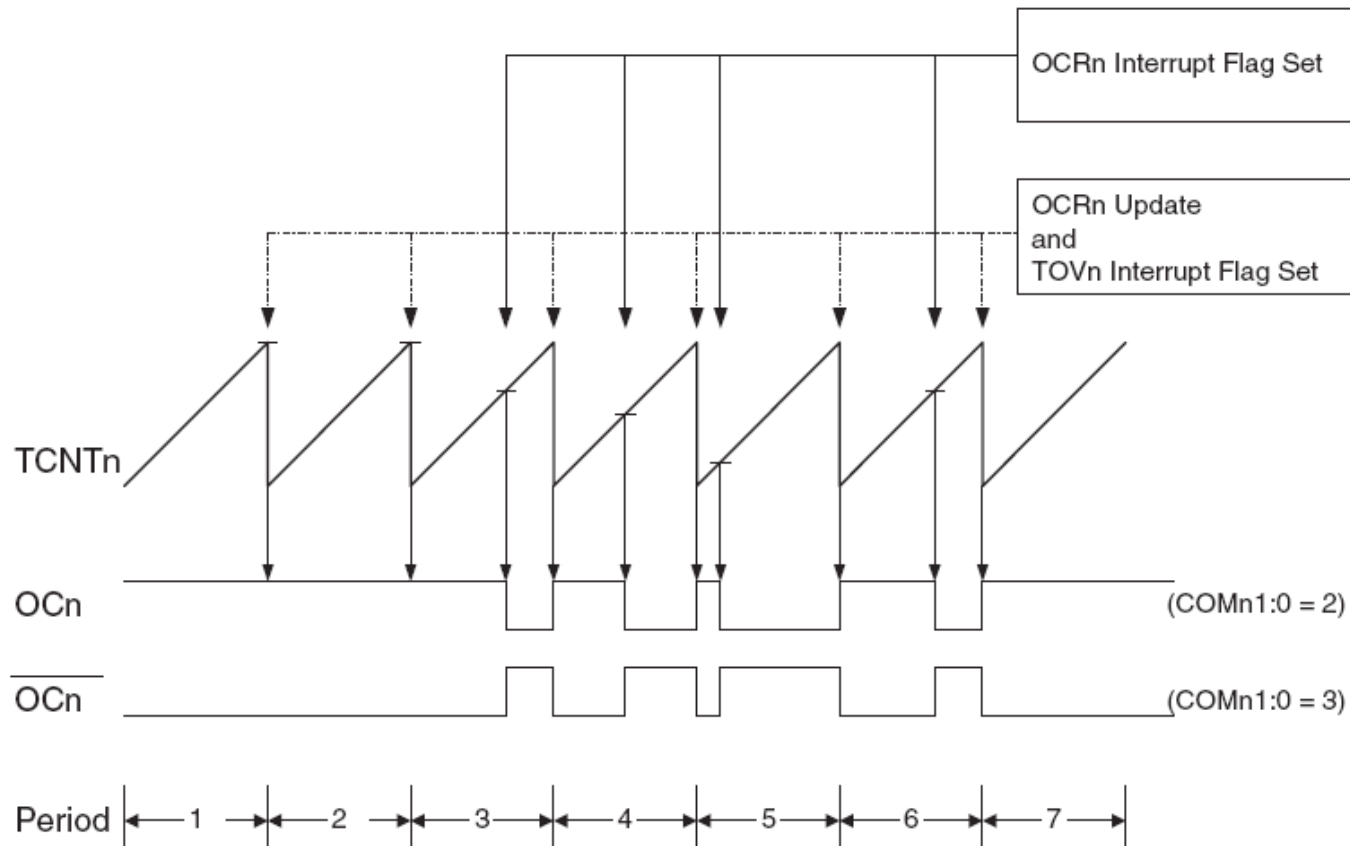 OCRn Interrupt Flag Set
OCRn Update
and
TOVn Interrupt Flag Set
TCNTn
OCn
(COMn1:0 = 2)
OCn
(COMn1:0 = 3)
Period
1
2
3
4
5
6
7